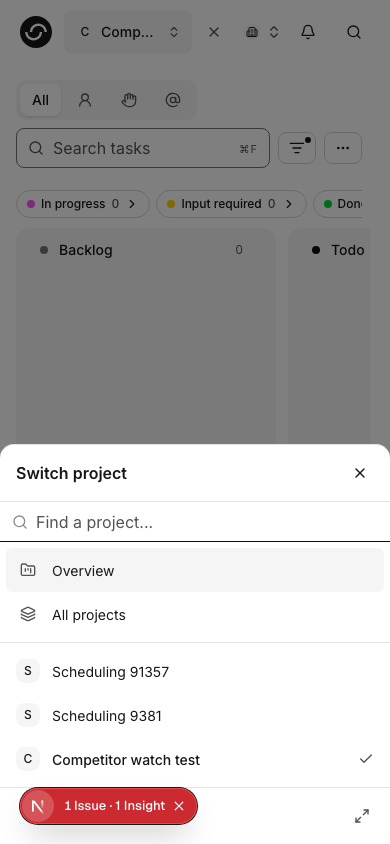 C Comp...
All
Search tasks ⌘F
In progress 0
Input required 0
Done
Backlog 0
Todo
Switch project
Find a project...
Overview
All projects
S Scheduling 91357
S Scheduling 9381
C Competitor watch test
N 1 Issue · 1 Insight